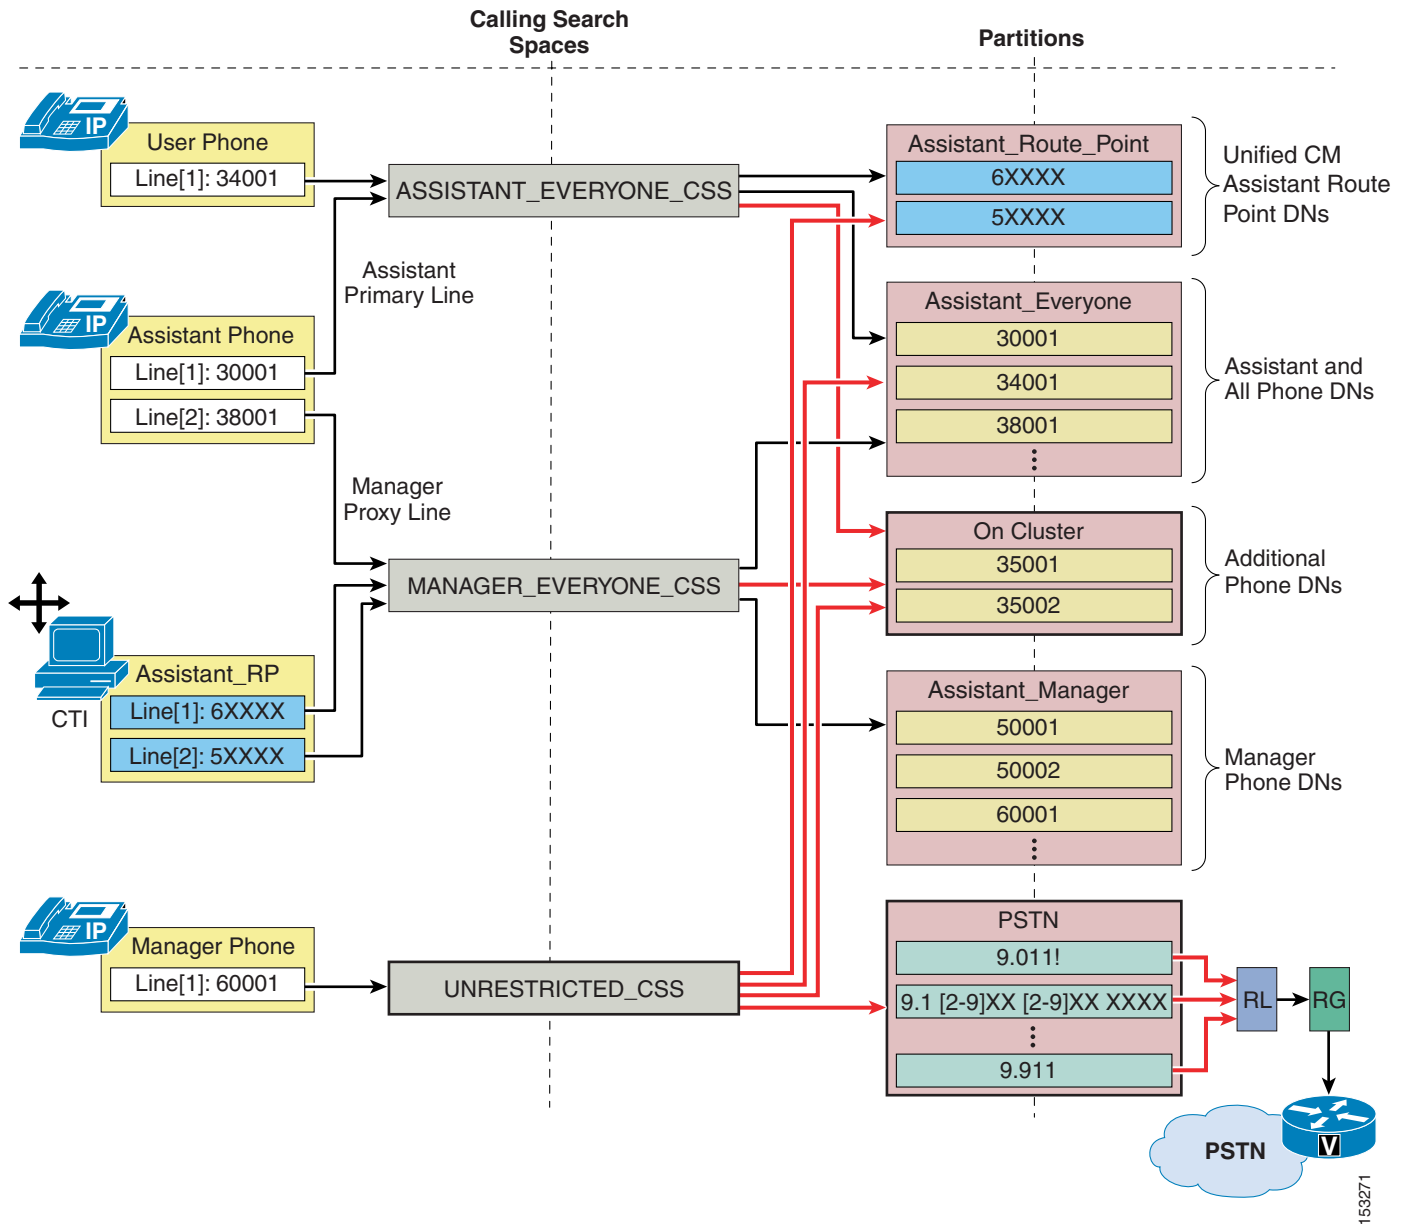 Calling Search
Spaces
Partitions
IP
User Phone
Line[1]: 34001
IP
Assistant Phone
Line[1]: 30001
Line[2]: 38001
Assistant
Primary Line
Manager
Proxy Line
CTI
Assistant_RP
Line[1]: 6XXXX
Line[2]: 5XXXX
IP
Manager Phone
Line[1]: 60001
ASSISTANT_EVERYONE_CSS
MANAGER_EVERYONE_CSS
UNRESTRICTED_CSS
Assistant_Route_Point
6XXXX
5XXXX
Unified CM
Assistant Route
Point DNs
Assistant_Everyone
30001
34001
38001
Assistant and
All Phone DNs
On Cluster
35001
35002
Additional
Phone DNs
Assistant_Manager
50001
50002
60001
Manager
Phone DNs
PSTN
9.011!
9.1 [2-9]XX [2-9]XX XXXX
9.911
RL
RG
PSTN
V
153271